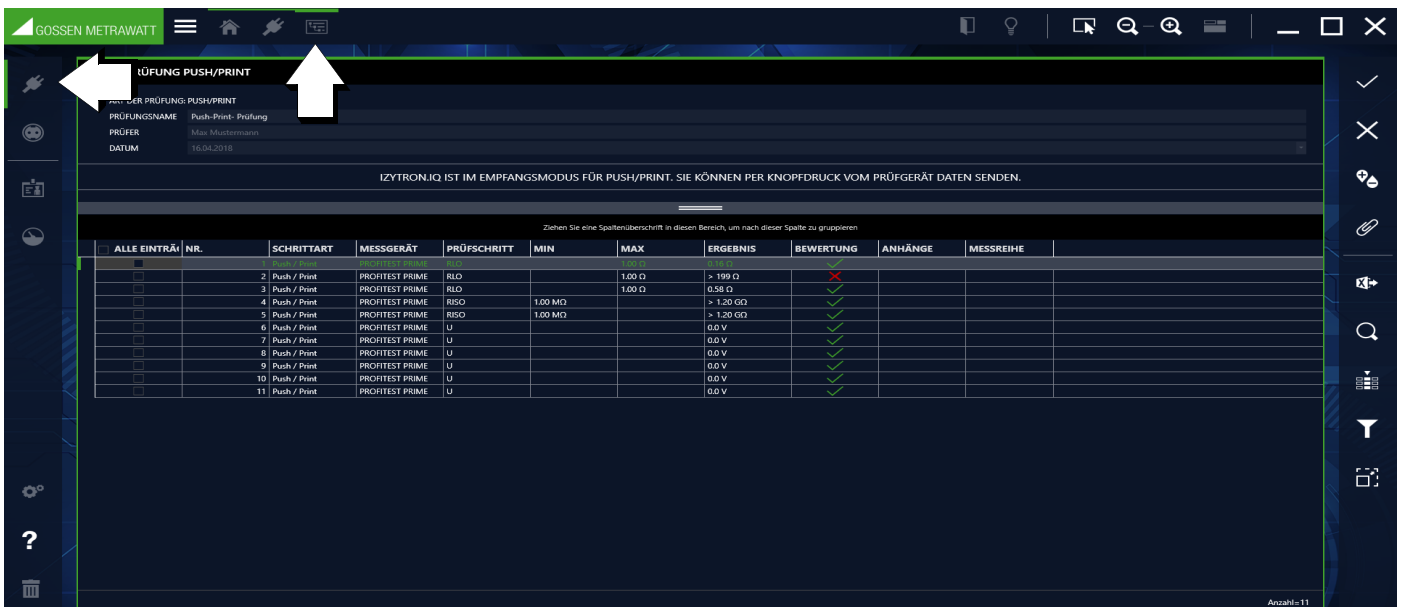 GOSSEN METRAWATT
RÜFUNG PUSH/PRINT
ART DER PRÜFUNG: PUSH/PRINT
PRÜFUNGSNAME Push-Print- Prüfung
PRÜFER Max Mustermann
DATUM 16.04.2018
IZYTRON.IQ IST IM EMPFANGSMODUS FÜR PUSH/PRINT. SIE KÖNNEN PER KNOPFDRUCK VOM PRÜFGERÄT DATEN SENDEN.
Ziehen Sie eine Spaltenüberschrift in diesen Bereich, um nach dieser Spalte zu gruppieren
ALLE EINTRÄ NR. SCHRITTART MESSGERÄT PRÜFSCHRITT MIN MAX ERGEBNIS BEWERTUNG ANHÄNGE MESSREIHE
1 Push / Print PROFITEST PRIME RLO 1.00 Ω 0.16 Ω
2 Push / Print PROFITEST PRIME RLO 1.00 Ω > 199 Ω
3 Push / Print PROFITEST PRIME RLO 1.00 Ω 0.58 Ω
4 Push / Print PROFITEST PRIME RISO 1.00 MΩ > 1.20 GΩ
5 Push / Print PROFITEST PRIME RISO 1.00 MΩ > 1.20 GΩ
6 Push / Print PROFITEST PRIME U 0.0 V
7 Push / Print PROFITEST PRIME U 0.0 V
8 Push / Print PROFITEST PRIME U 0.0 V
9 Push / Print PROFITEST PRIME U 0.0 V
10 Push / Print PROFITEST PRIME U 0.0 V
11 Push / Print PROFITEST PRIME U 0.0 V
?
Anzahl=11